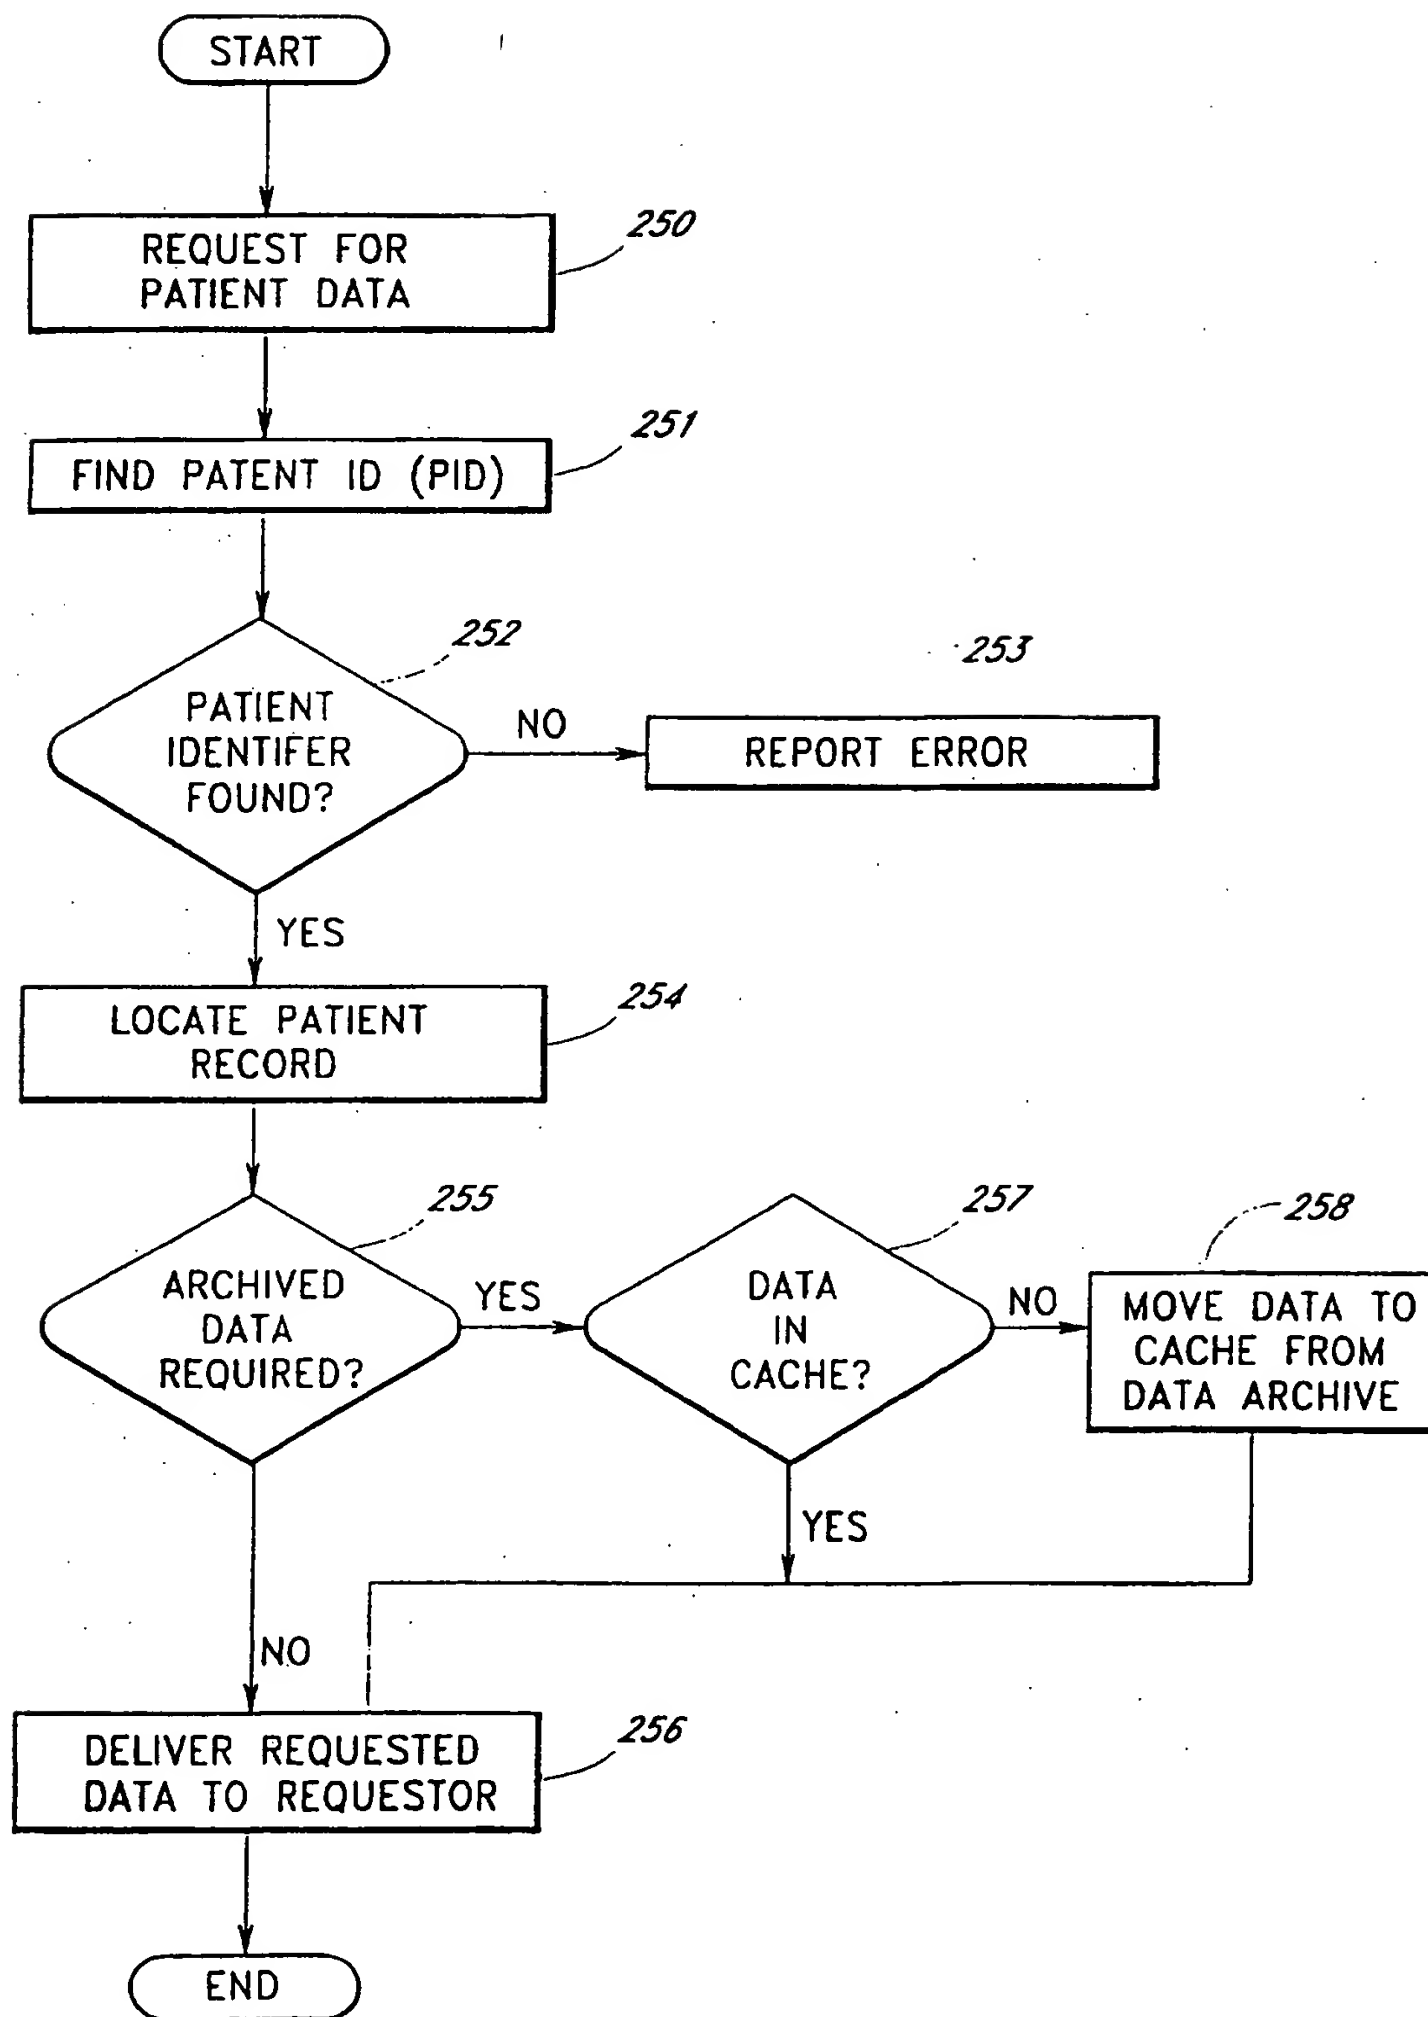 START
250
REQUEST FOR
PATIENT DATA
251
FIND PATENT ID (PID)
252
PATIENT
IDENTIFER
FOUND?
NO
253
REPORT ERROR
YES
254
LOCATE PATIENT
RECORD
255
ARCHIVED
DATA
REQUIRED?
YES
257
DATA
IN
CACHE?
NO
258
MOVE DATA TO
CACHE FROM
DATA ARCHIVE
YES
NO
256
DELIVER REQUESTED
DATA TO REQUESTOR
END